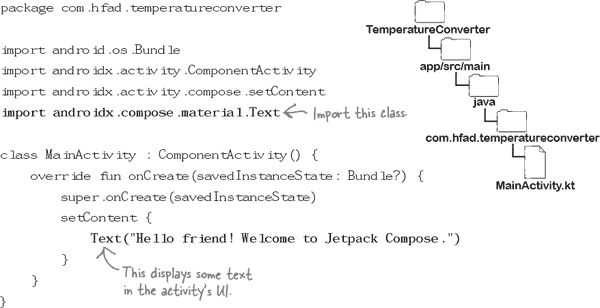 package com.hfad.temperatureconverter
import android.os.Bundle
import androidx.activity.ComponentActivity
import androidx.activity.compose.setContent
import androidx.compose.material.Text
Import this class.
class MainActivity : ComponentActivity() {
override fun onCreate(savedInstanceState: Bundle?) {
super.onCreate(savedInstanceState)
setContent {
Text("Hello friend! Welcome to Jetpack Compose.")
}
This displays some text
in the activity's UI.
}
}
TemperatureConverter
app/src/main
java
com.hfad.temperatureconverter
MainActivity.kt